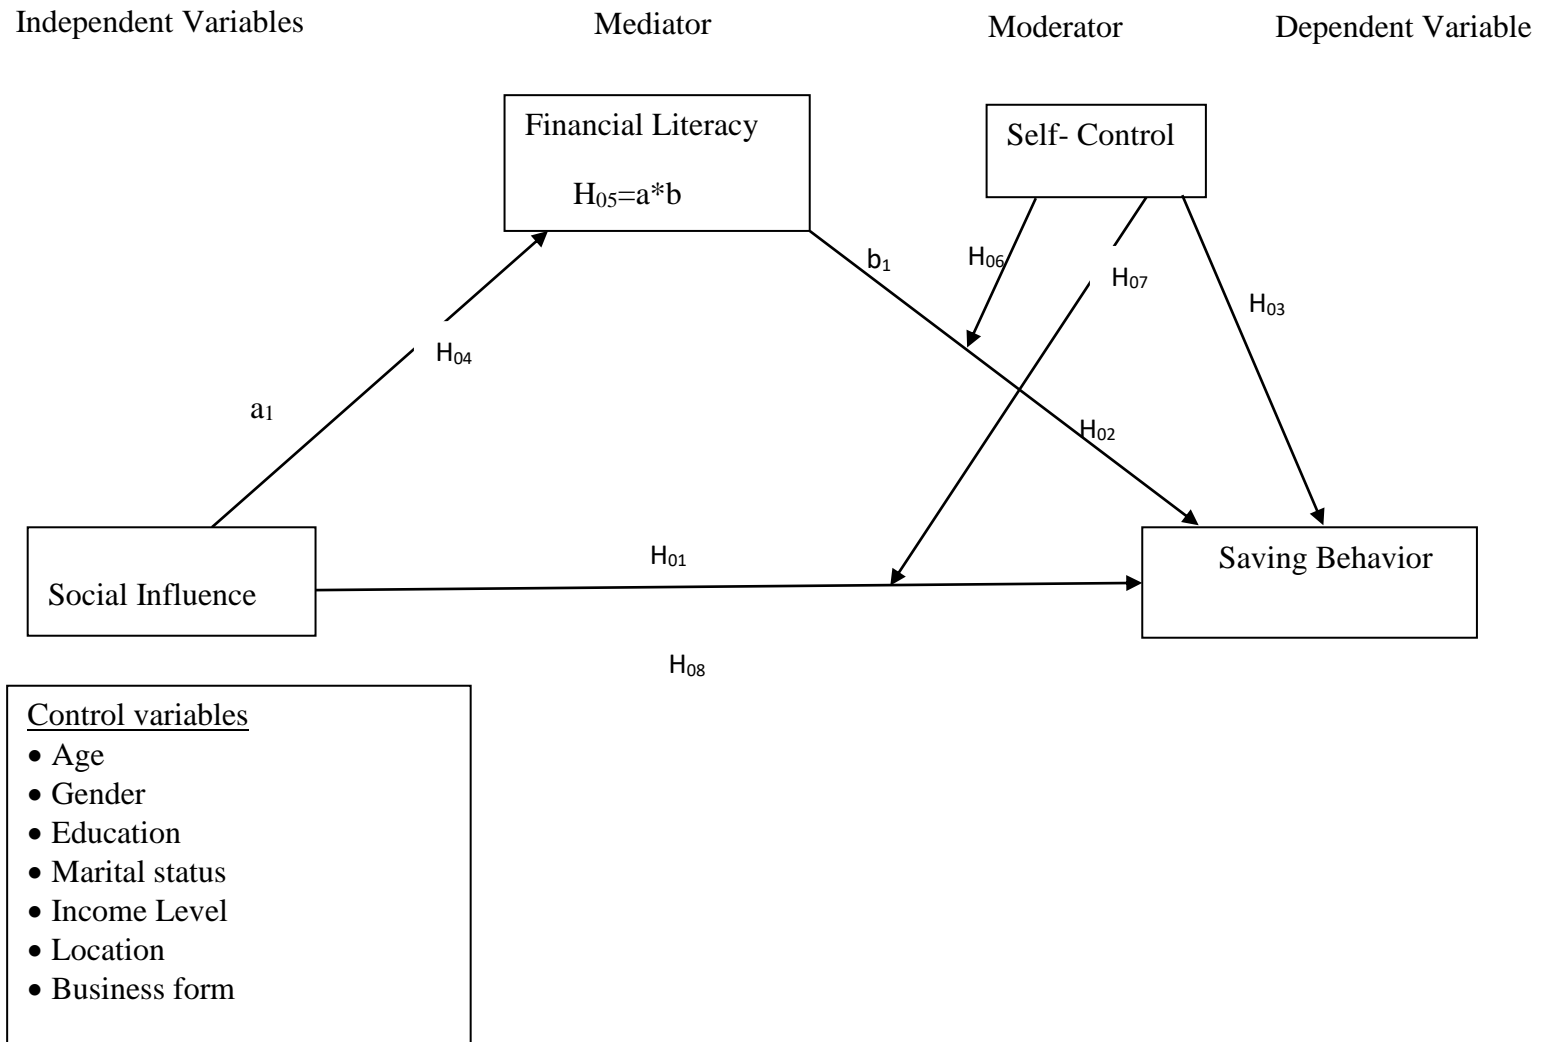 Independent Variables
Mediator
Moderator
Dependent Variable
Financial Literacy
H₀₅=a*b
Self- Control
b₁
H₀₆
H₀₇
H₀₃
H₀₄
a₁
H₀₂
H₀₁
Social Influence
Saving Behavior
H₀₈
Control variables
• Age
• Gender
• Education
• Marital status
• Income Level
• Location
• Business form